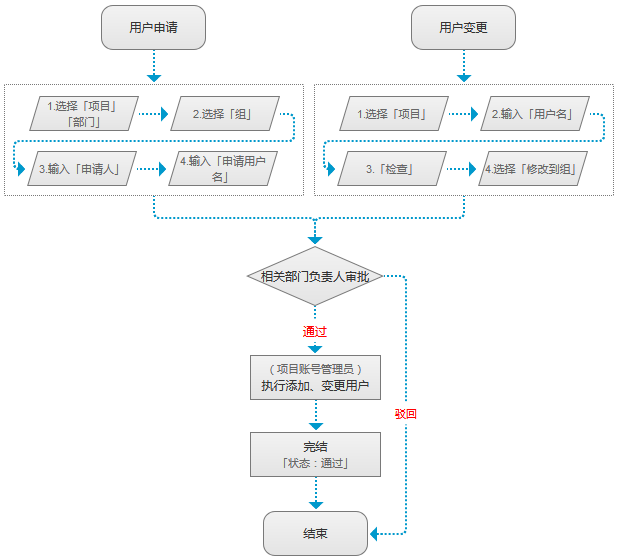 用户申请
用户变更
1.选择「项目」
「部门」
2.选择「组」
1.选择「项目」
2.输入「用户名」
3.输入「申请人」
4.输入「申请用户
名」
3.「检查」
4.选择「修改到组」
相关部门负责人审批
通过
（项目账号管理员）
执行添加、变更用户
驳回
完结
「状态：通过」
结束